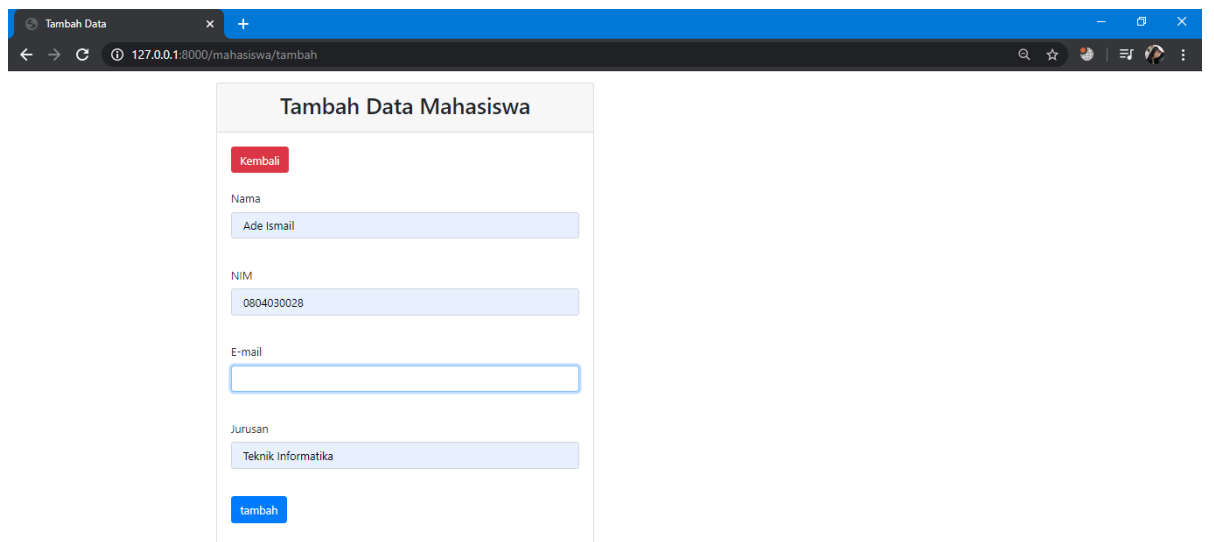 Tambah Data
127.0.0.1:8000/mahasiswa/tambah
Tambah Data Mahasiswa
Kembali
Nama
Ade Ismail
NIM
0804030028
E-mail
Jurusan
Teknik Informatika
tambah